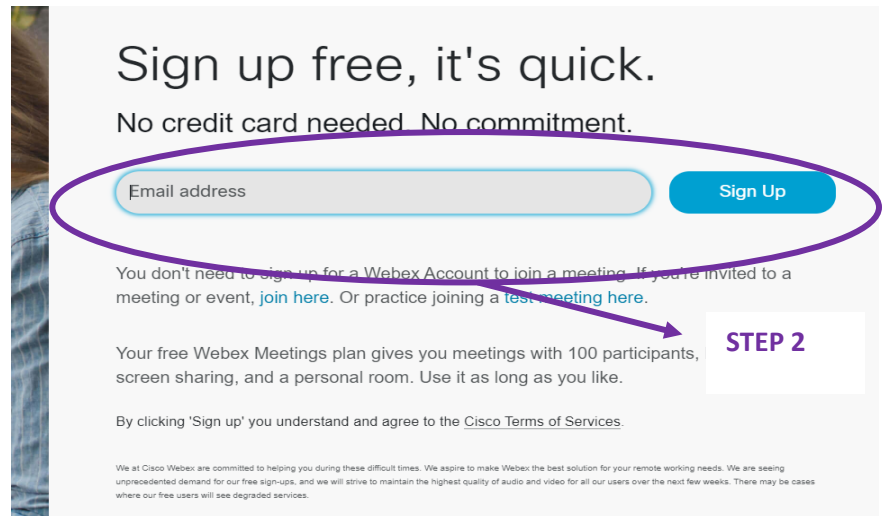 Sign up free, it's quick.
No credit card needed. No commitment.
Email address
Sign Up
You don't need to sign up for a Webex Account to join a meeting. If you're invited to a
meeting or event, join here. Or practice joining a test meeting here.
STEP 2
Your free Webex Meetings plan gives you meetings with 100 participants,
screen sharing, and a personal room. Use it as long as you like.
By clicking 'Sign up' you understand and agree to the Cisco Terms of Services.
We at Cisco Webex are committed to helping you during these difficult times. We aspire to make Webex the best solution for your remote working needs. We are seeing
unprecedented demand for our free sign-ups, and we will strive to maintain the highest quality of audio and video for all our users over the next few weeks. There may be cases
where our free users will see degraded services.